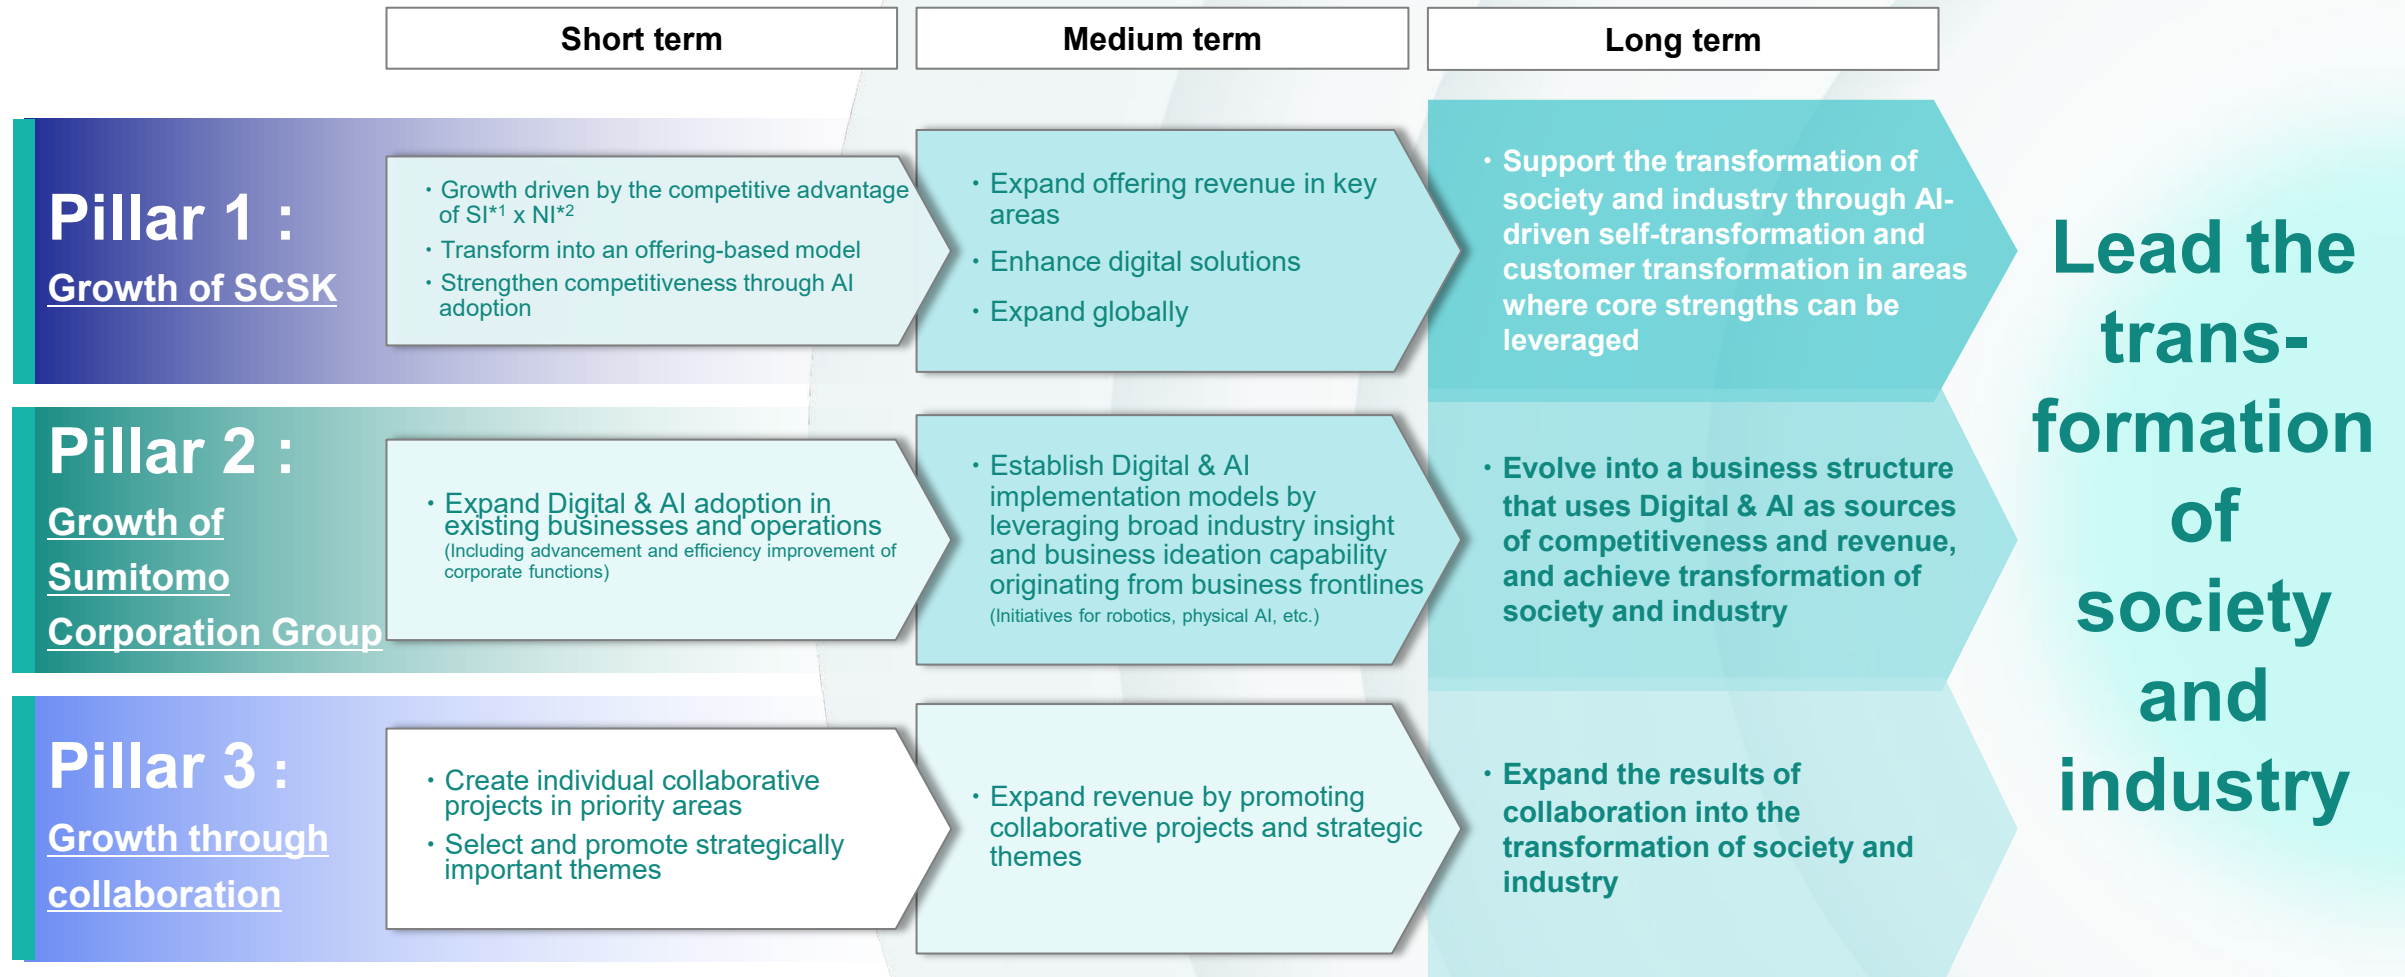 Short term
Medium term
Long term
Pillar 1 :
Growth of SCSK
・Growth driven by the competitive advantage
of SI*1 x NI*2
・Transform into an offering-based model
・Strengthen competitiveness through AI
adoption
・Expand offering revenue in key
areas
・Enhance digital solutions
・Expand globally
・Support the transformation of
society and industry through AI-
driven self-transformation and
customer transformation in areas
where core strengths can be
leveraged
Pillar 2 :
Growth of
Sumitomo
Corporation Group
・Expand Digital & AI adoption in
existing businesses and operations
(Including advancement and efficiency improvement of
corporate functions)
・Establish Digital & AI
implementation models by
leveraging broad industry insight
and business ideation capability
originating from business frontlines
(Initiatives for robotics, physical AI, etc.)
・Evolve into a business structure
that uses Digital & AI as sources
of competitiveness and revenue,
and achieve transformation of
society and industry
Pillar 3 :
Growth through
collaboration
・Create individual collaborative
projects in priority areas
・Select and promote strategically
important themes
・Expand revenue by promoting
collaborative projects and strategic
themes
・Expand the results of
collaboration into the
transformation of society and
industry
Lead the
trans-
formation
of
society
and
industry